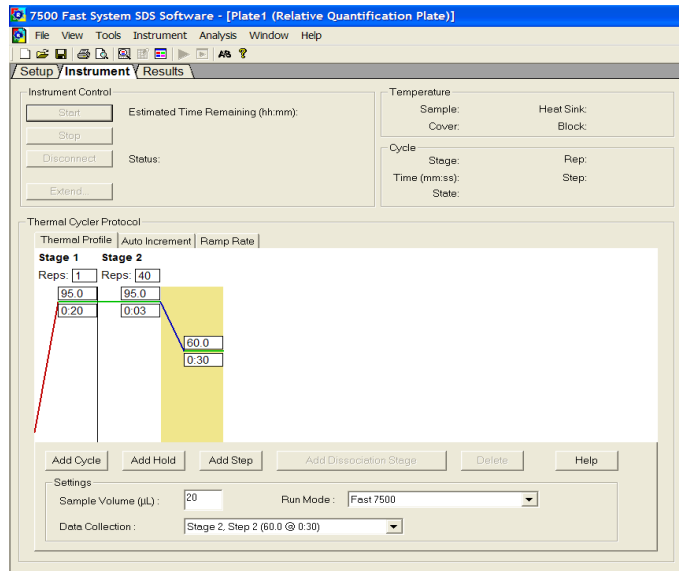 7500 Fast System SDS Software - [Plate1 (Relative Quantification Plate)]
File View Tools Instrument Analysis Window Help
Setup Instrument Results
Instrument Control
Start Estimated Time Remaining (hh:mm):
Stop
Disconnect Status:
Extend...
Temperature
Sample: Heat Sink:
Cover: Block:
Cycle
Stage: Rep:
Time (mm:ss): Step:
State:
Thermal Cycler Protocol
Thermal Profile Auto Increment Ramp Rate
Stage 1 Stage 2
Reps: 1 Reps: 40
95.0 95.0
0:20 0:03
60.0
0:30
Add Cycle Add Hold Add Step Add Dissociation Stage Delete Help
Settings
Sample Volume (µL) : 20 Run Mode : Fast 7500
Data Collection : Stage 2, Step 2 (60.0 @ 0:30)